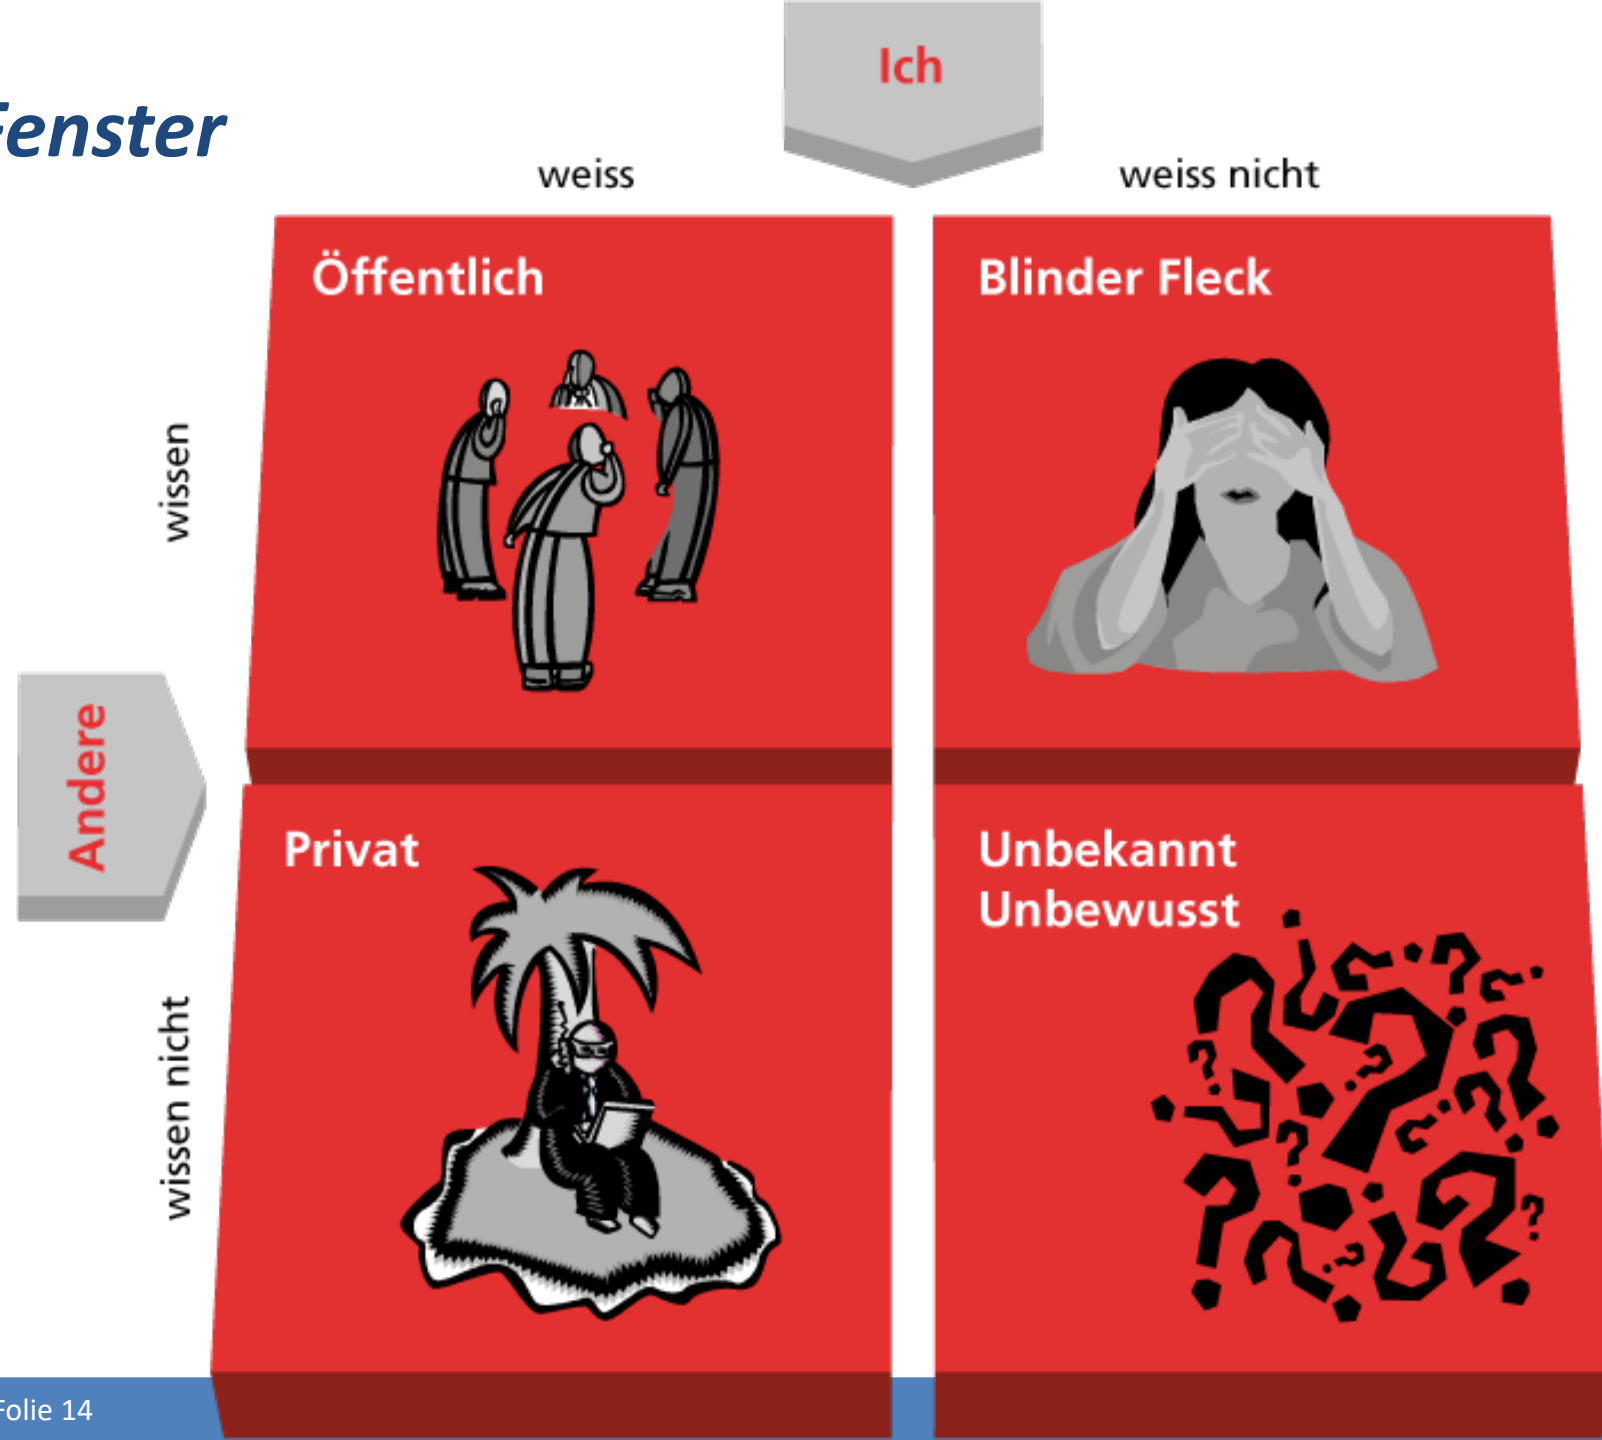 Ich
Fenster
weiss
weiss nicht
Öffentlich
Blinder Fleck
wissen
Andere
Privat
Unbekannt
Unbewusst
wissen nicht
Folie 14